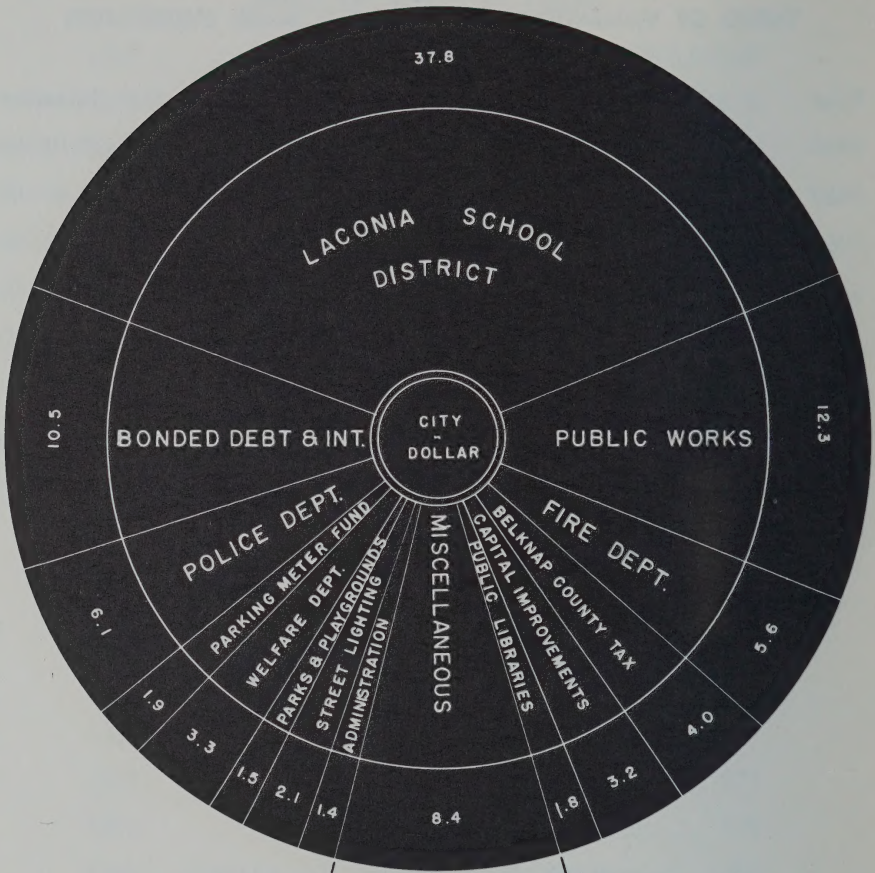 37.8
LACONIA SCHOOL
DISTRICT
12.3
PUBLIC WORKS
5.6
FIRE DEPT.
4.0
BELKNAP COUNTY TAX
3.2
CAPITAL IMPROVEMENTS
1.8
PUBLIC LIBRARIES
8.4
MISCELLANEOUS
1.4
ADMINISTRATION
2.1
STREET LIGHTING
1.5
PARKS & PLAYGROUNDS
3.3
WELFARE DEPT.
1.9
PARKING METER FUND
6.1
POLICE DEPT.
10.5
BONDED DEBT & INT.
CITY
~
DOLLAR